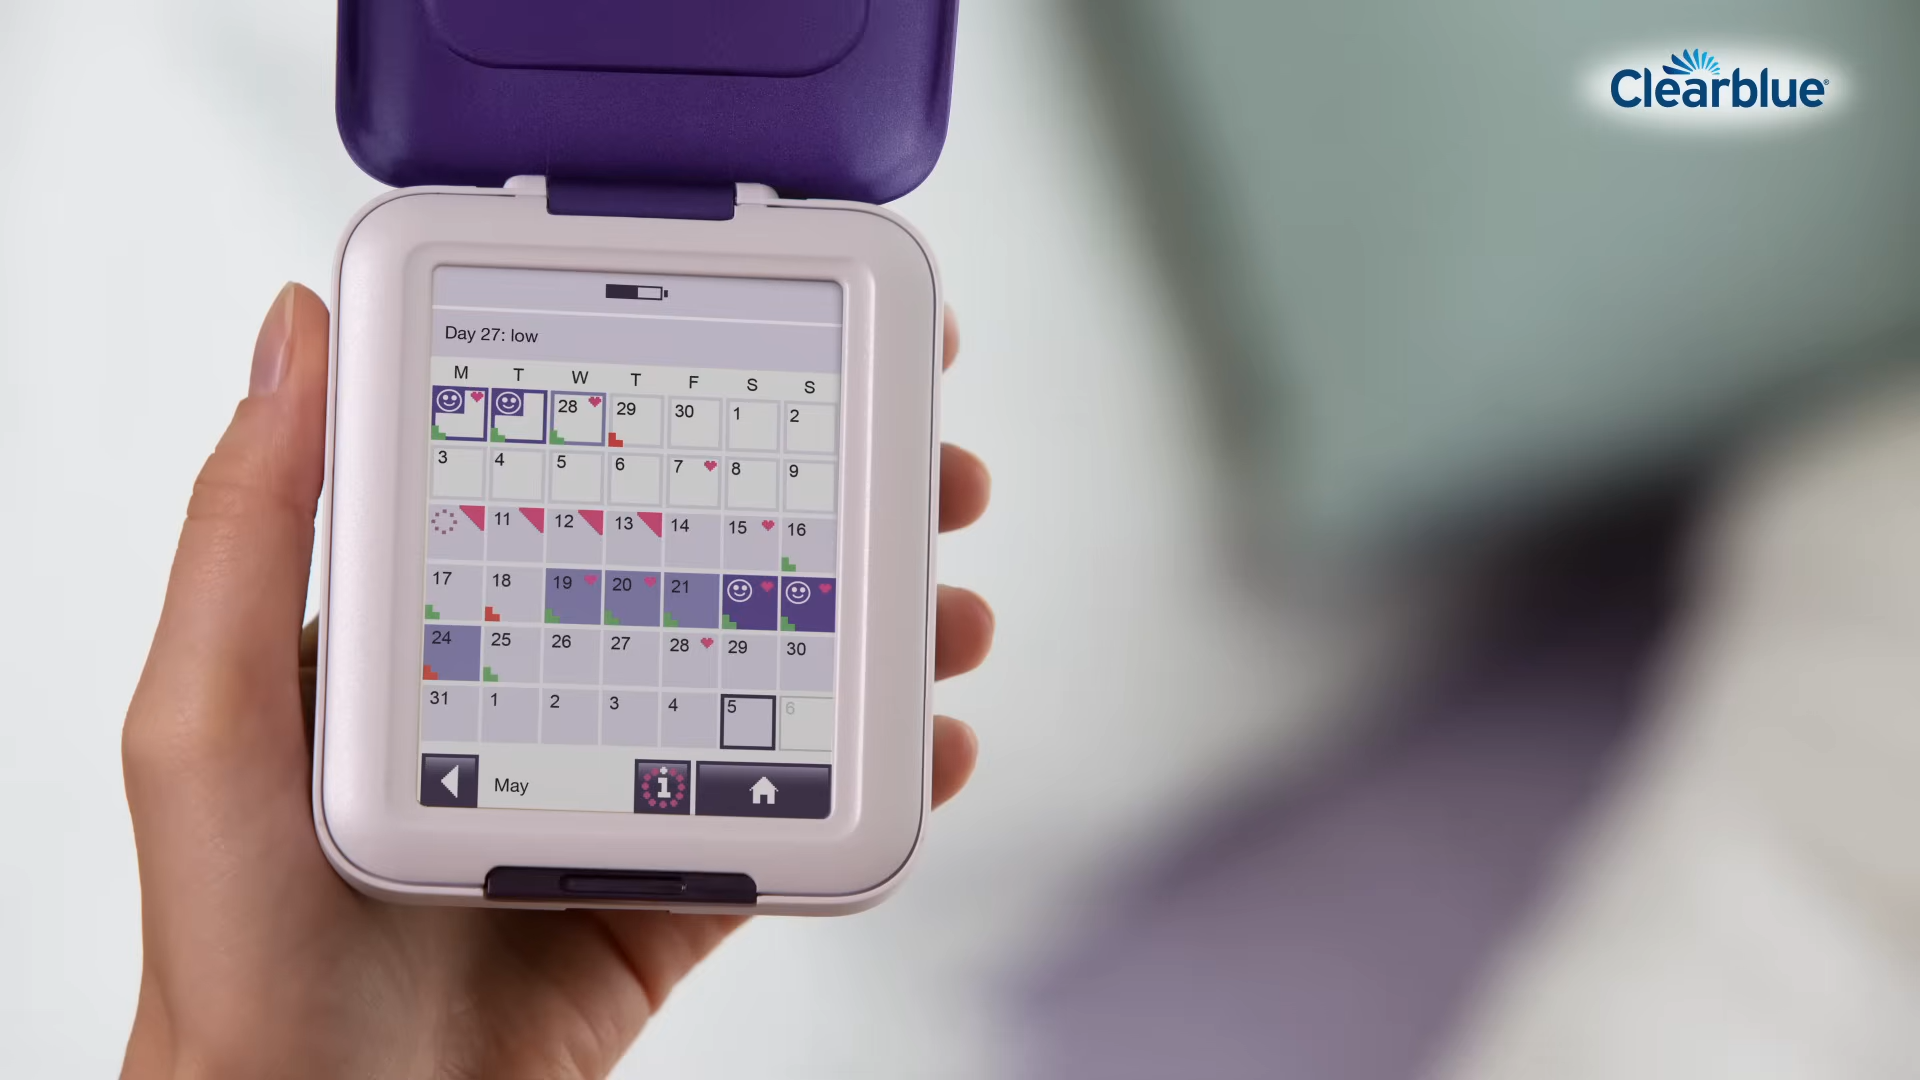 Clearblue
Day 27: low
M T W T F S S
28 29 30 1 2
3 4 5 6 7 8 9
11 12 13 14 15 16
17 18 19 20 21
24 25 26 27 28 29 30
31 1 2 3 4 5 6
May
i